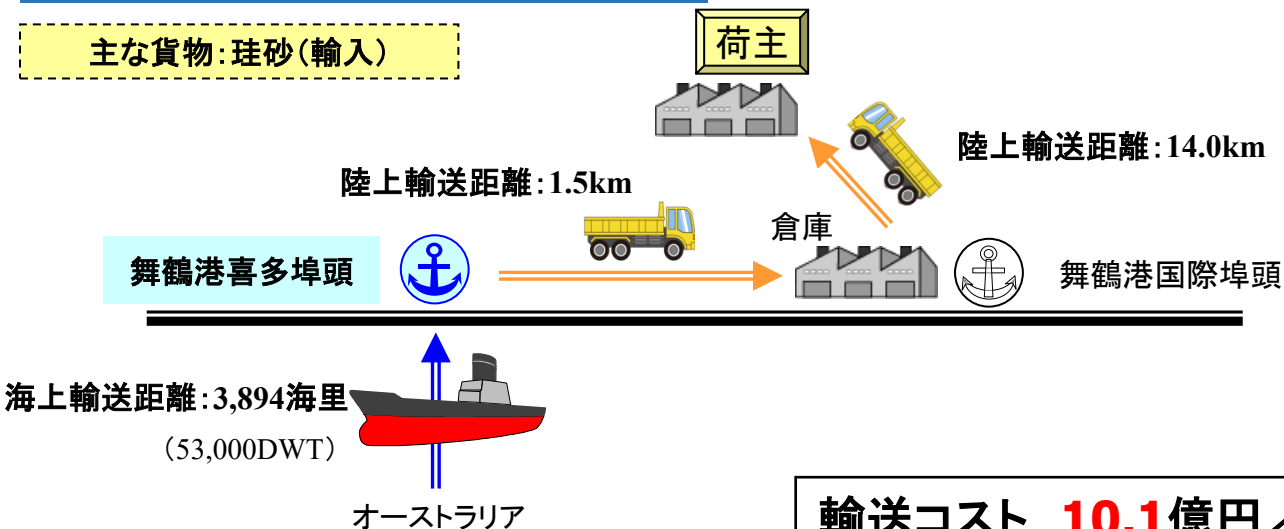 主な貨物：珪砂（輸入）
荷主
陸上輸送距離：14.0km
陸上輸送距離：1.5km
倉庫
舞鶴港喜多埠頭
舞鶴港国際埠頭
海上輸送距離：3,894海里
（53,000DWT）
オーストラリア
輸送コスト 10.1億円／